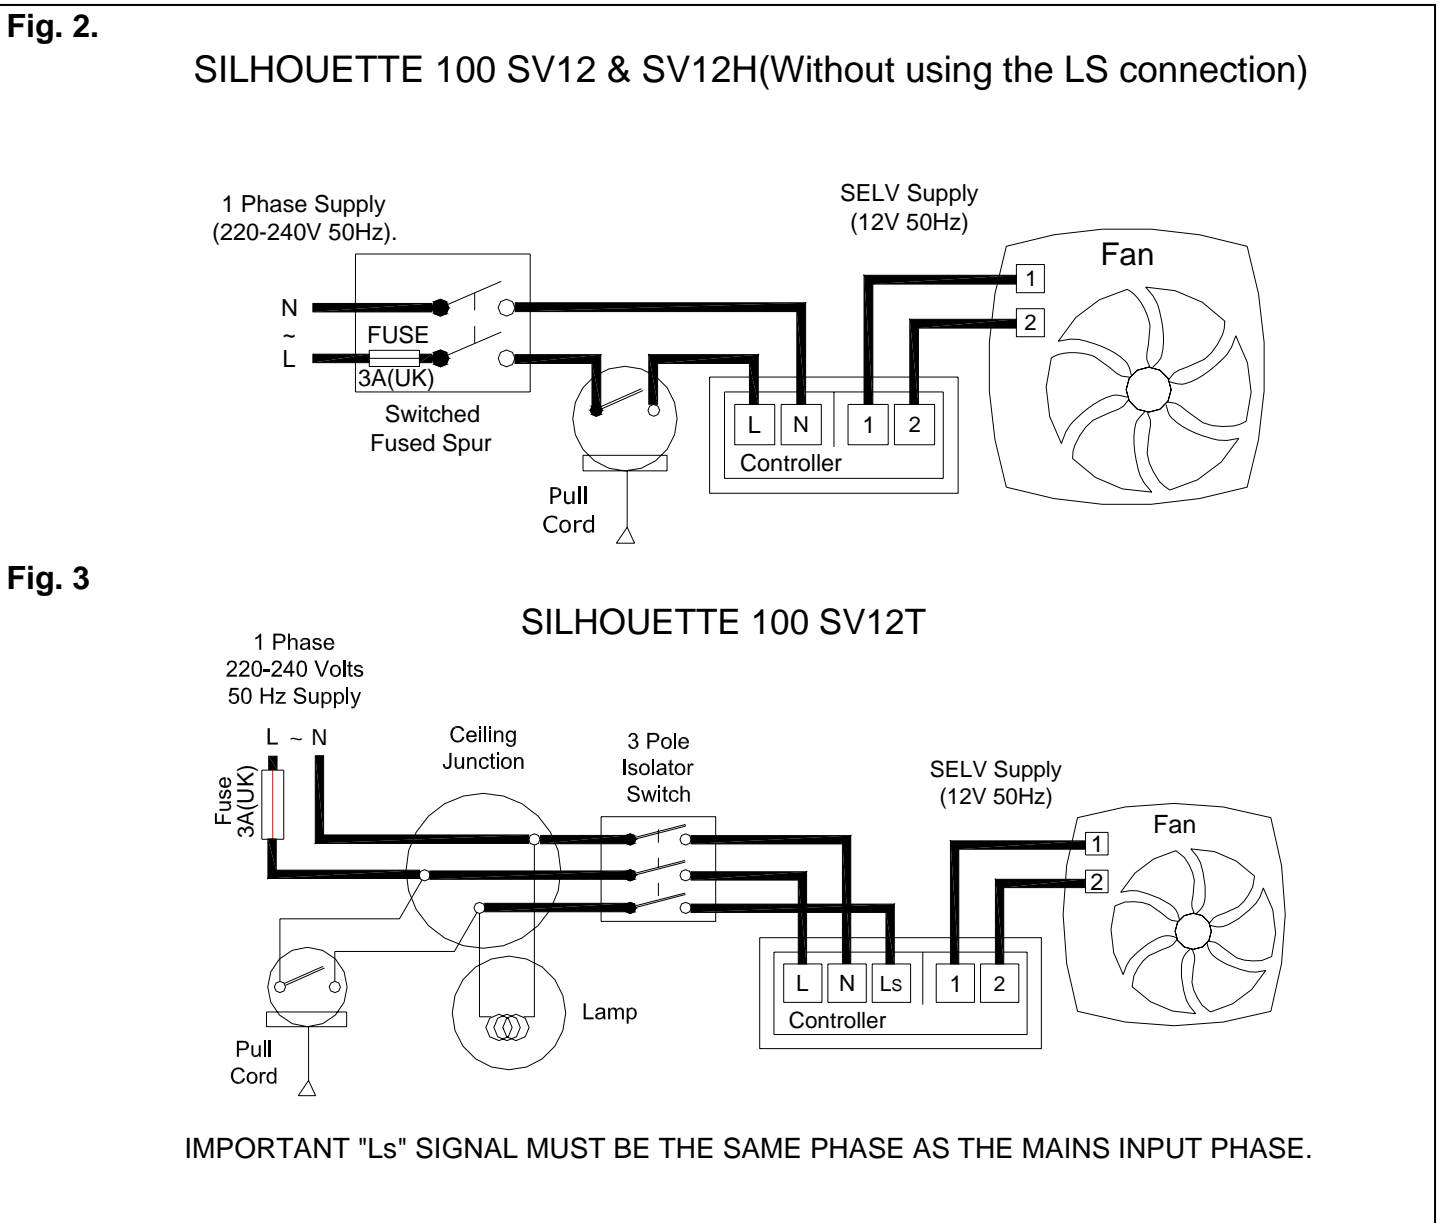 Fig. 2.
SILHOUETTE 100 SV12 & SV12H(Without using the LS connection)
1 Phase Supply
(220-240V 50Hz).
SELV Supply
(12V 50Hz)
Fan
1
2
N
~
L
FUSE
3A(UK)
Switched
Fused Spur
L
N
1
2
Controller
Pull
Cord
Fig. 3
SILHOUETTE 100 SV12T
1 Phase
220-240 Volts
50 Hz Supply
L ~ N
Fuse
3A(UK)
Ceiling
Junction
3 Pole
Isolator
Switch
SELV Supply
(12V 50Hz)
Fan
1
2
L
N
Ls
1
2
Controller
Lamp
Pull
Cord
IMPORTANT "Ls" SIGNAL MUST BE THE SAME PHASE AS THE MAINS INPUT PHASE.